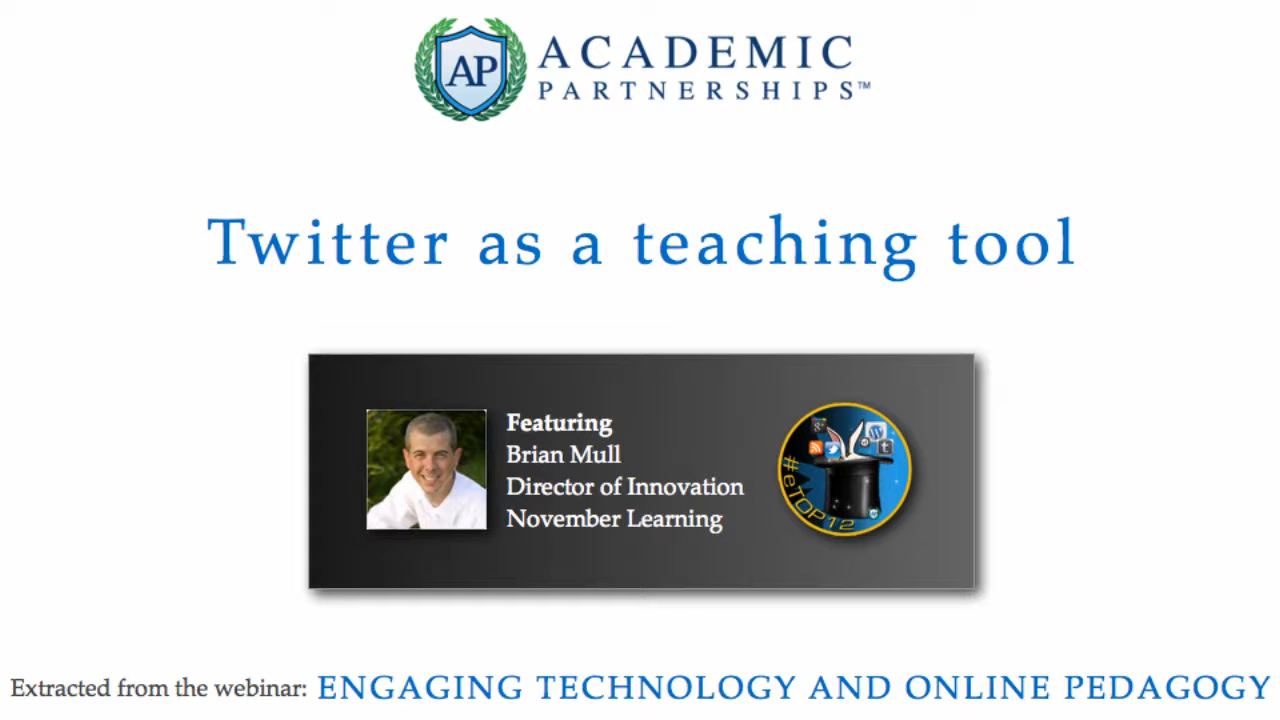 AP
ACADEMIC
PARTNERSHIPS™
Twitter as a teaching tool
Featuring
Brian Mull
Director of Innovation
November Learning
#eTOP12
Extracted from the webinar: ENGAGING TECHNOLOGY AND ONLINE PEDAGOGY